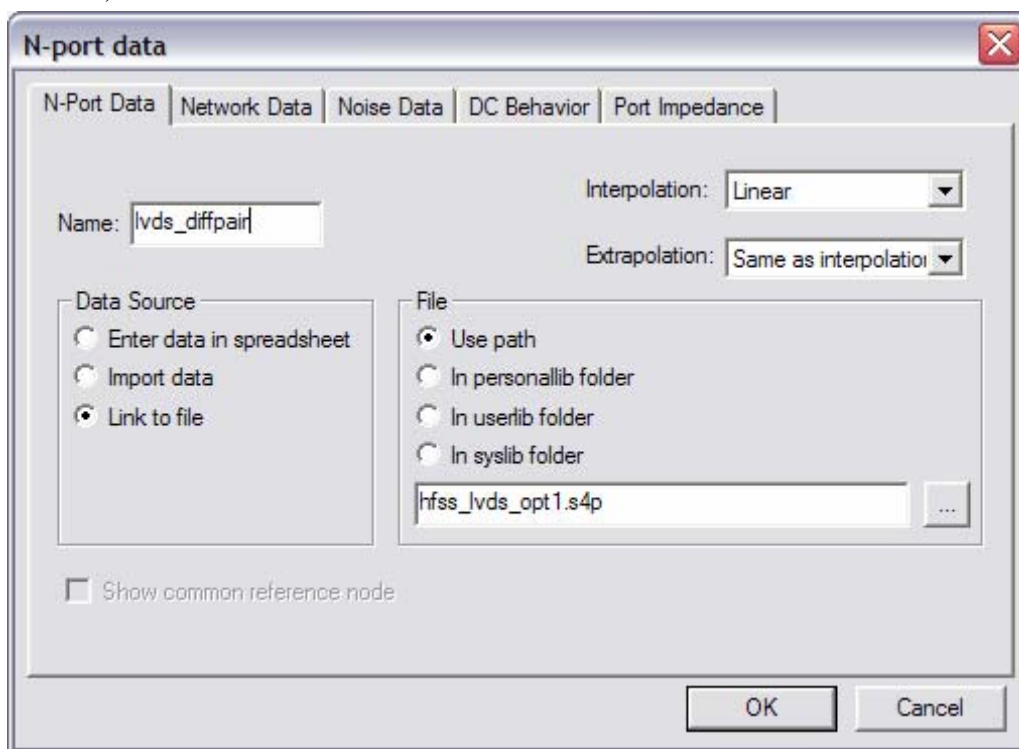 N-port data
N-Port Data Network Data Noise Data DC Behavior Port Impedance
Interpolation: Linear
Name: lvds_diffpair
Extrapolation: Same as interpolation
Data Source
Enter data in spreadsheet
Import data
Link to file
File
Use path
In personallib folder
In userlib folder
In syslib folder
hfss_lvds_opt1.s4p
...
Show common reference node
OK Cancel